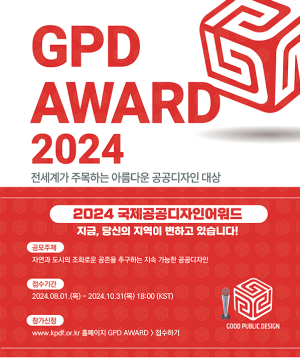 GPD
AWARD
2024
전세계가 주목하는 아름다운 공공디자인 대상
2024 국제공공디자인어워드
지금, 당신의 지역이 변하고 있습니다!
공모주제
자연과 도시의 조화로운 공존을 추구하는 지속 가능한 공공디자인
접수기간
2024.08.01.(목) ~ 2024.10.31(목) 18:00 (KST)
참가신청
www.kpdf.or.kr 홈페이지 GPD AWARD > 접수하기
GOOD PUBLIC DESIGN